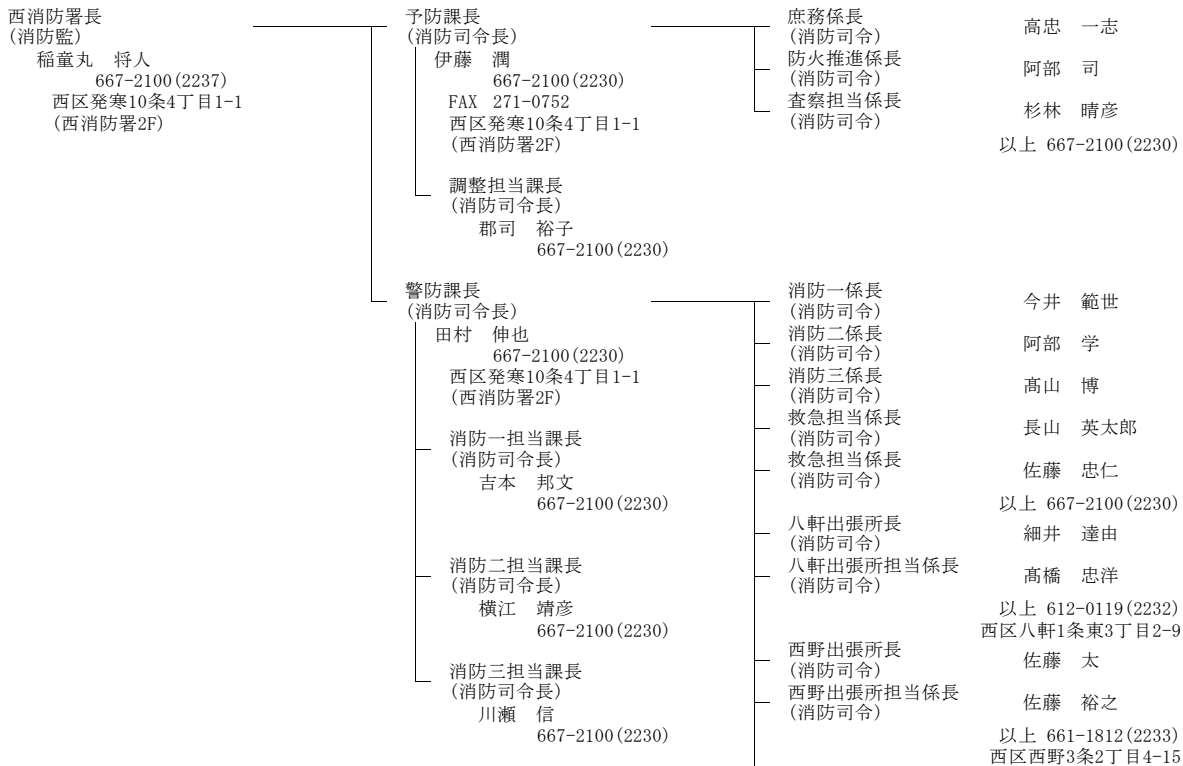 西消防署長
(消防監)
稲童丸　将人
667-2100(2237)
西区発寒10条4丁目1-1
(西消防署2F)
予防課長
(消防司令長)
伊藤　潤
667-2100(2230)
FAX 271-0752
西区発寒10条4丁目1-1
(西消防署2F)
調整担当課長
(消防司令長)
郡司　裕子
667-2100(2230)
庶務係長
(消防司令)
高忠　一志
防火推進係長
(消防司令)
阿部　司
査察担当係長
(消防司令)
杉林　晴彦
以上 667-2100(2230)
警防課長
(消防司令長)
田村　伸也
667-2100(2230)
西区発寒10条4丁目1-1
(西消防署2F)
消防一担当課長
(消防司令長)
吉本　邦文
667-2100(2230)
消防二担当課長
(消防司令長)
横江　靖彦
667-2100(2230)
消防三担当課長
(消防司令長)
川瀬　信
667-2100(2230)
消防一係長
(消防司令)
今井　範世
消防二係長
(消防司令)
阿部　学
消防三係長
(消防司令)
髙山　博
救急担当係長
(消防司令)
長山　英太郎
救急担当係長
(消防司令)
佐藤　忠仁
以上 667-2100(2230)
八軒出張所長
(消防司令)
細井　達由
八軒出張所担当係長
(消防司令)
髙橋　忠洋
以上 612-0119(2232)
西区八軒1条東3丁目2-9
西野出張所長
(消防司令)
佐藤　太
西野出張所担当係長
(消防司令)
佐藤　裕之
以上 661-1812(2233)
西区西野3条2丁目4-15